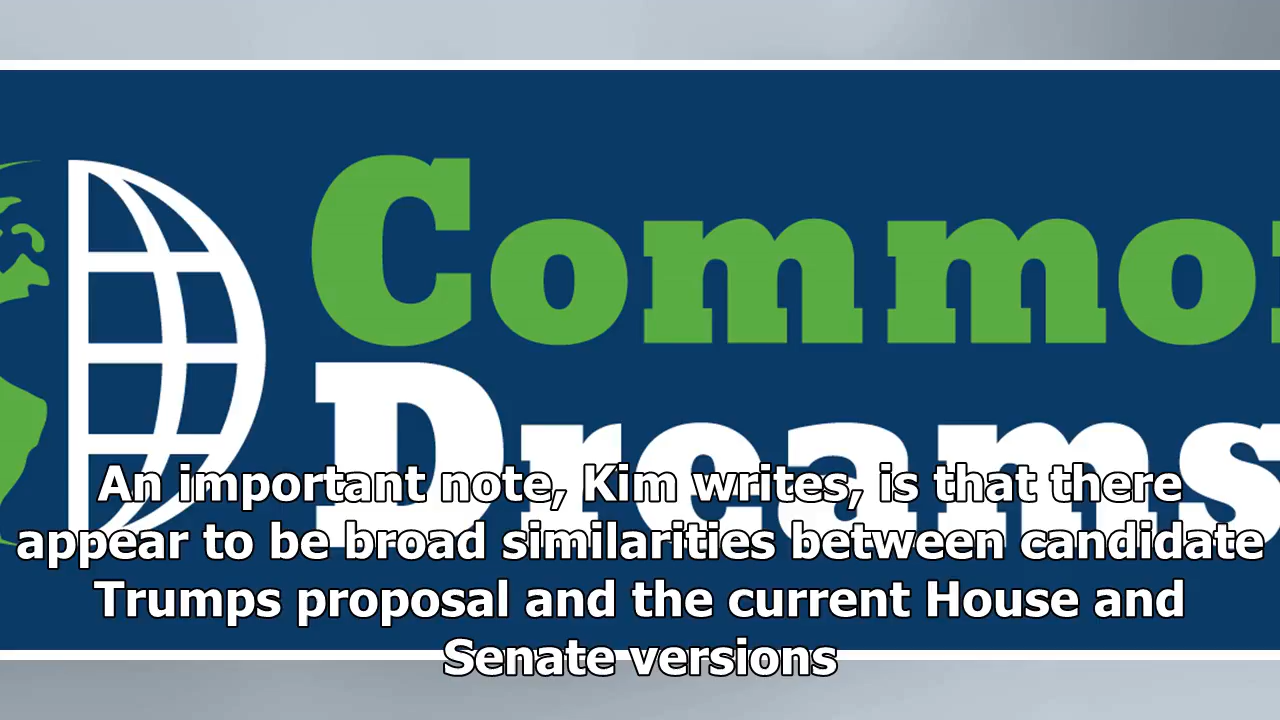 Commo
Dreams
An important note, Kim writes, is that there
appear to be broad similarities between candidate
Trumps proposal and the current House and
Senate versions